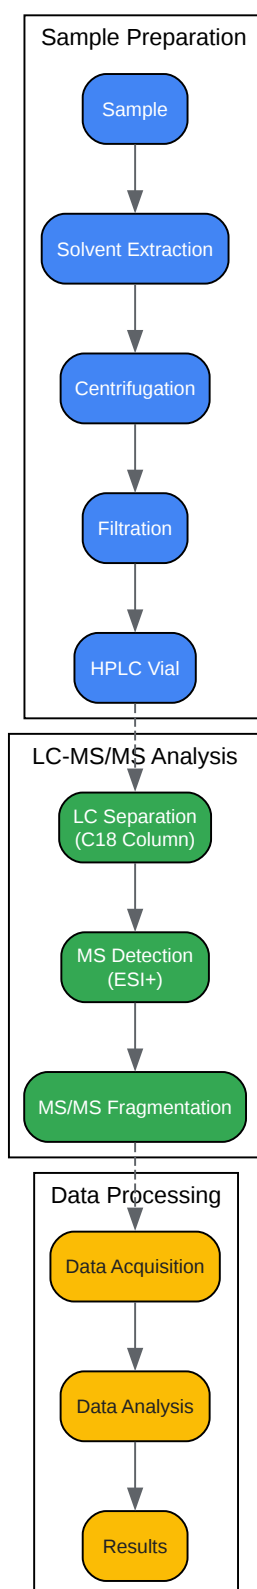 Sample Preparation
Sample
Solvent Extraction
Centrifugation
Filtration
HPLC Vial
LC-MS/MS Analysis
LC Separation
(C18 Column)
MS Detection
(ESI+)
MS/MS Fragmentation
Data Processing
Data Acquisition
Data Analysis
Results